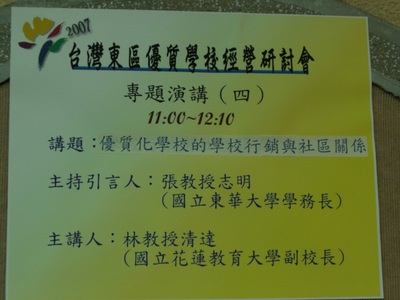 2007
台灣東區優質學校經營研討會
專題演講（四）
11:00~12:10
講題：優質化學校的學校行銷與社區關係
主持引言人：張教授志明
（國立東華大學學務長）
主講人：林教授清達
（國立花蓮教育大學副校長）